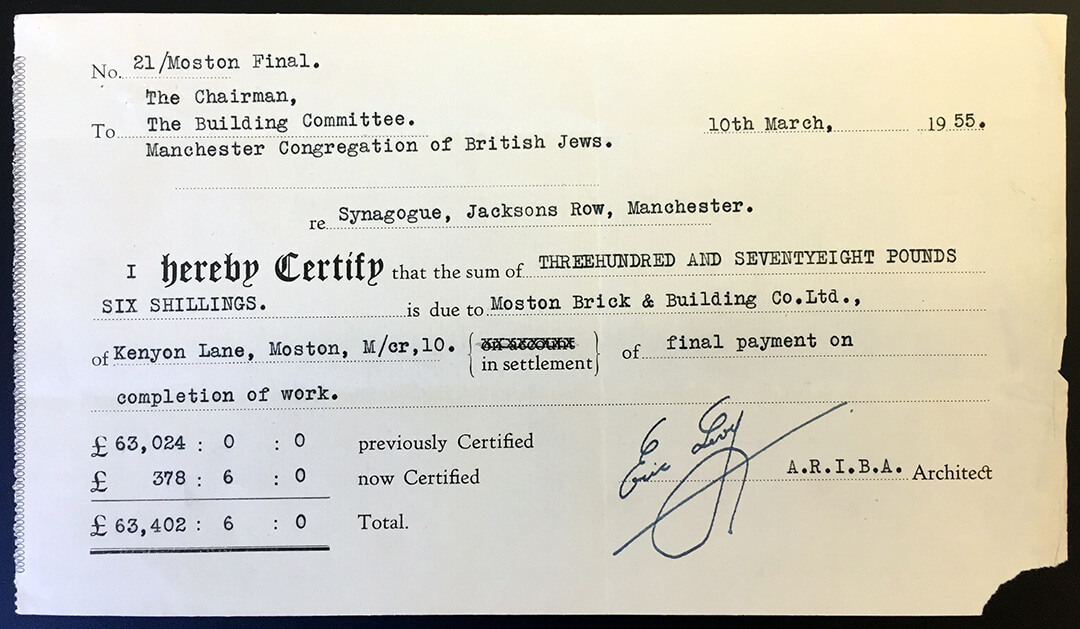 No. 21/Moston Final.
The Chairman,
To The Building Committee.
10th March, 1955.
Manchester Congregation of British Jews.
re Synagogue, Jacksons Row, Manchester.
I hereby Certify that the sum of THREEHUNDRED AND SEVENTYEIGHT POUNDS
SIX SHILLINGS. is due to Moston Brick & Building Co.Ltd.,
of Kenyon Lane, Moston, M/cr,10. on account
in settlement of final payment on
completion of work.
£ 63,024 : 0 : 0 previously Certified
£ 378 : 6 : 0 now Certified
£ 63,402 : 6 : 0 Total.
Eric Levy
A.R.I.B.A. Architect